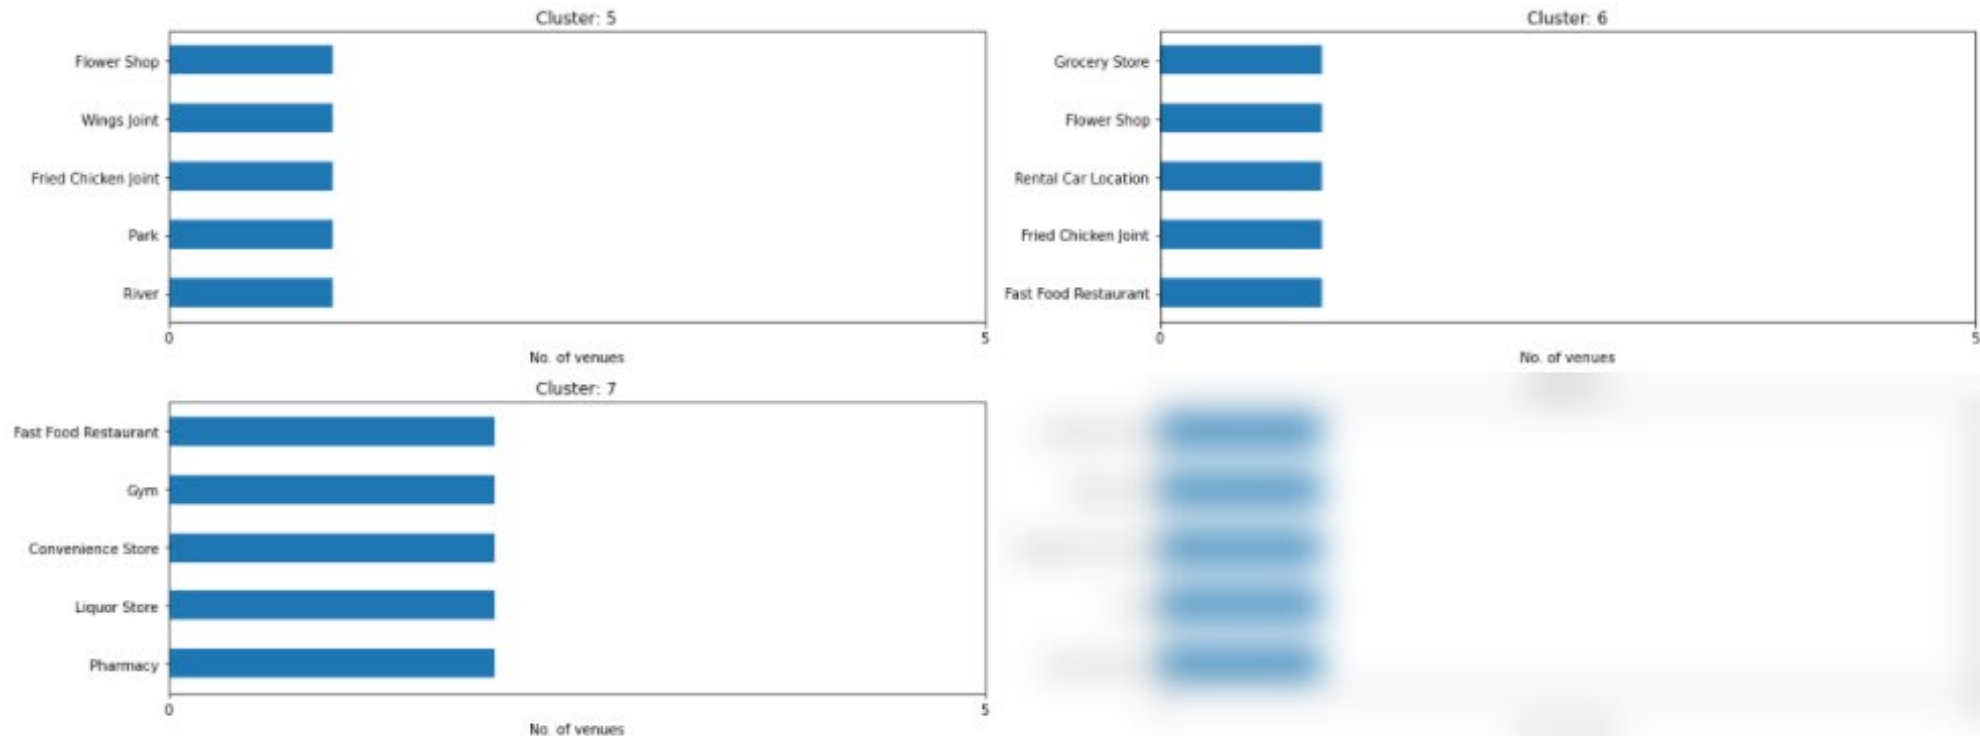 Cluster: 5
Flower Shop
Wings Joint
Fried Chicken Joint
Park
River
0 5
No. of venues
Cluster: 6
Grocery Store
Flower Shop
Rental Car Location
Fried Chicken Joint
Fast Food Restaurant
0 5
No. of venues
Cluster: 7
Fast Food Restaurant
Gym
Convenience Store
Liquor Store
Pharmacy
0 5
No. of venues